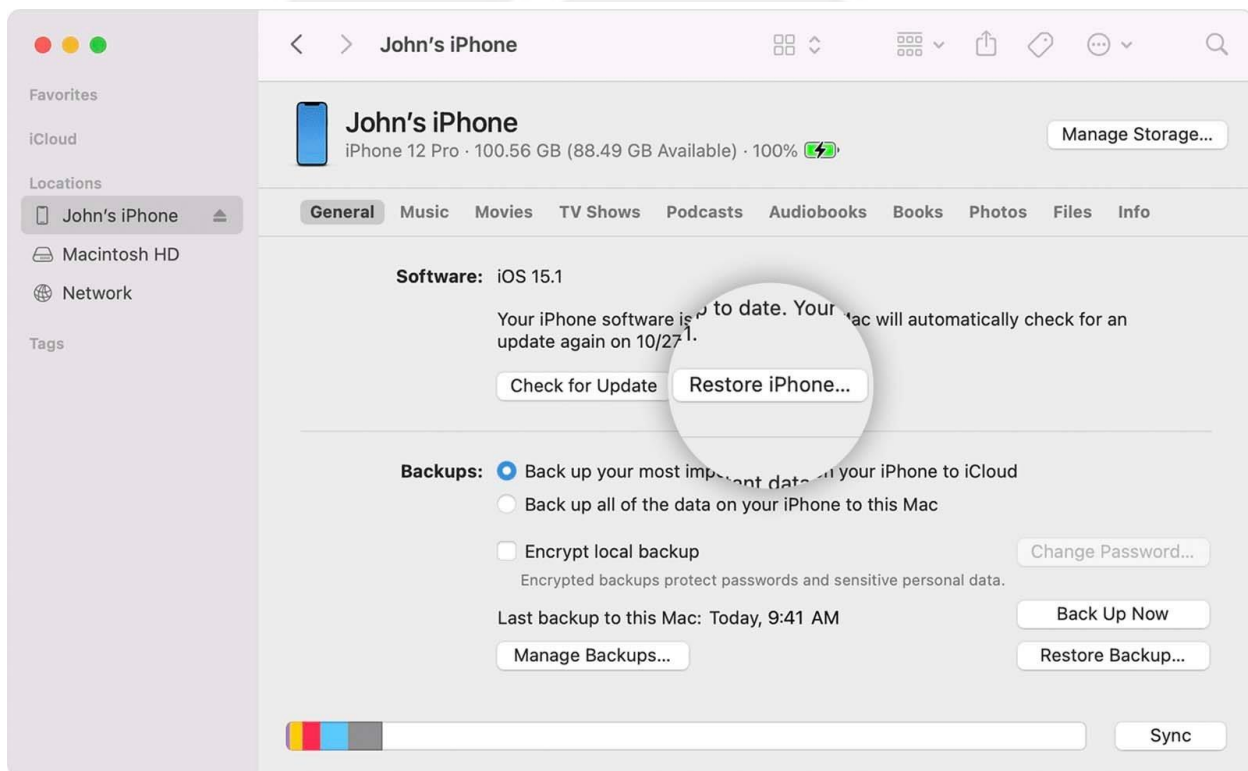 John's iPhone
Favorites
iCloud
Locations
John's iPhone
Macintosh HD
Network
Tags
John's iPhone
iPhone 12 Pro · 100.56 GB (88.49 GB Available) · 100%
Manage Storage...
General Music Movies TV Shows Podcasts Audiobooks Books Photos Files Info
Software: iOS 15.1
Your iPhone software is to date. Your will automatically check for an
update again on
Check for Update Restore iPhone...
Backups: Back up your most your iPhone to iCloud
Back up all of the data on your iPhone to this Mac
Encrypt local backup Change Password...
Encrypted backups protect passwords and sensitive personal data.
Last backup to this Mac: Today, 9:41 AM Back Up Now
Manage Backups... Restore Backup...
Sync